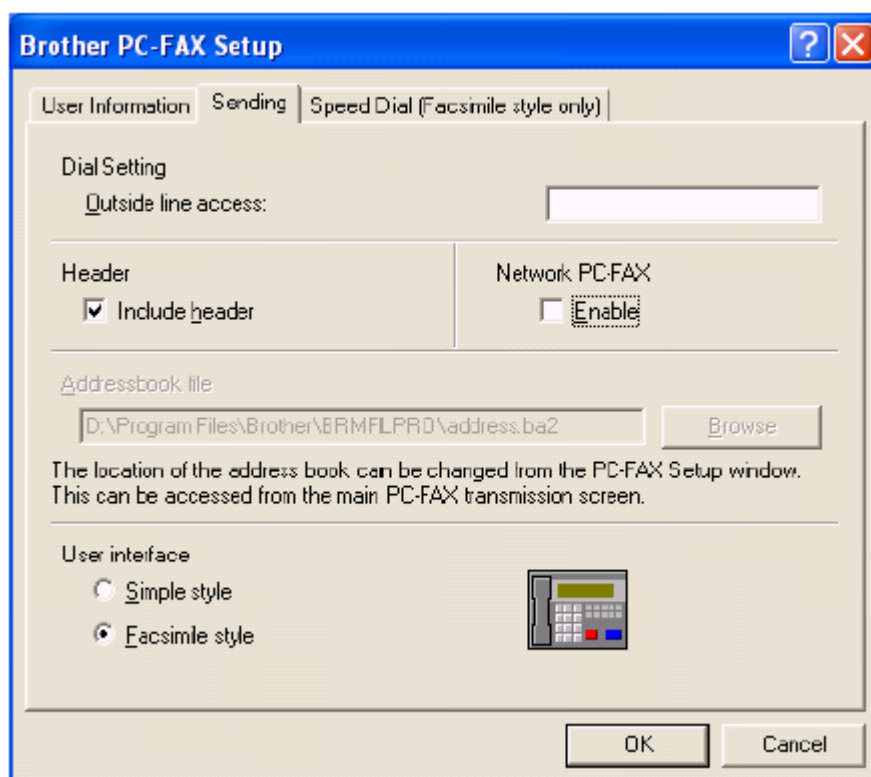 Brother PC-FAX Setup
User Information Sending Speed Dial (Facsimile style only)
Dial Setting
Outside line access:
Header Network PC-FAX
Include header Enable
Addressbook file
D:\Program Files\Brother\BRMFLPRO\address.ba2 Browse
The location of the address book can be changed from the PC-FAX Setup window.
This can be accessed from the main PC-FAX transmission screen.
User interface
Simple style
Facsimile style
OK Cancel